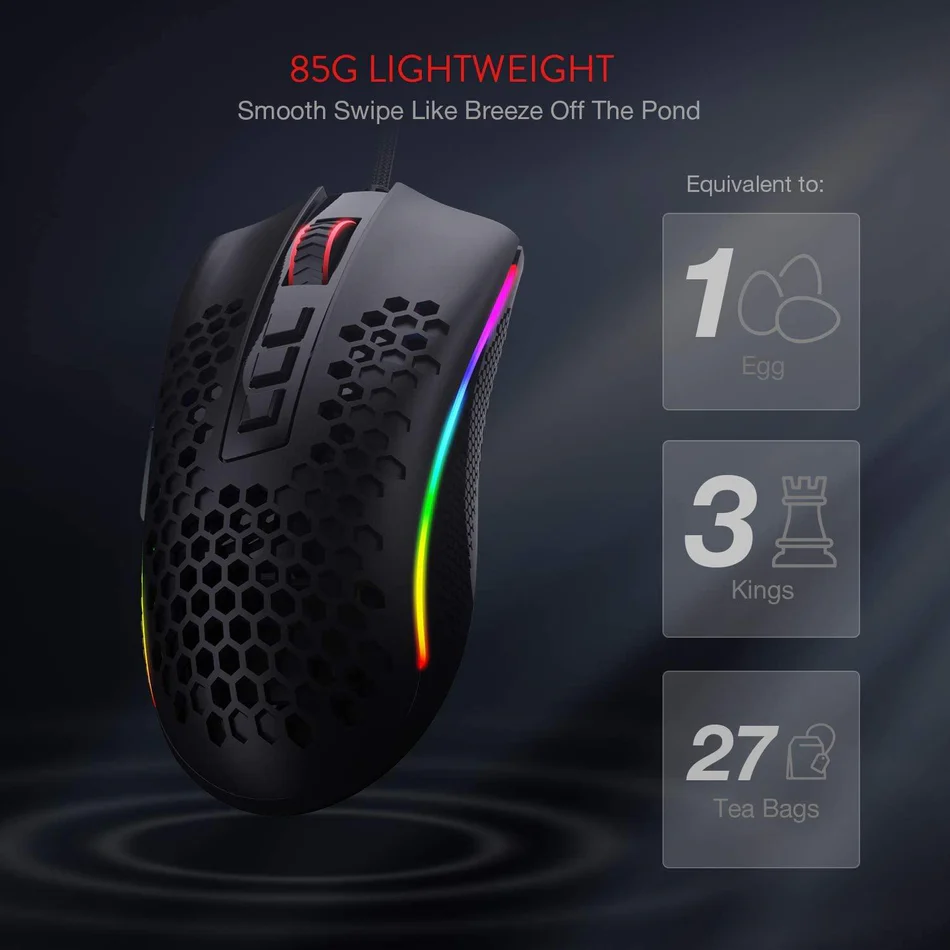 85G LIGHTWEIGHT
Smooth Swipe Like Breeze Off The Pond
Equivalent to:
1
Egg
3
Kings
27
Tea Bags